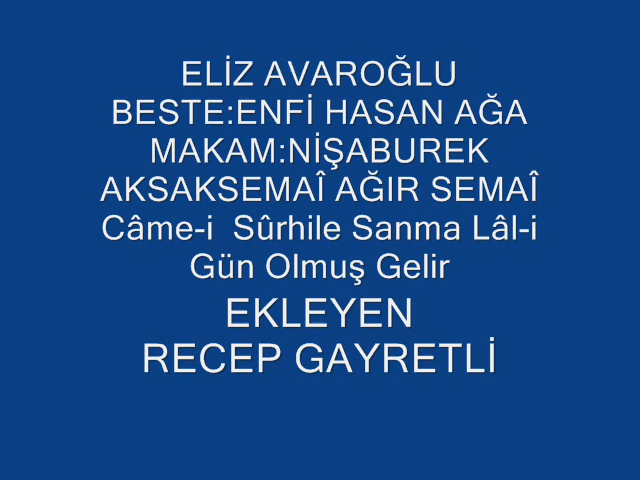 ELİZ AVAROĞLU
BESTE:ENFİ HASAN AĞA
MAKAM:NİŞABUREK
AKSAKSEMAÎ AĞIR SEMAÎ
Câme-i  Sûrhile Sanma Lâl-i
Gün Olmuş Gelir
EKLEYEN
RECEP GAYRETLİ